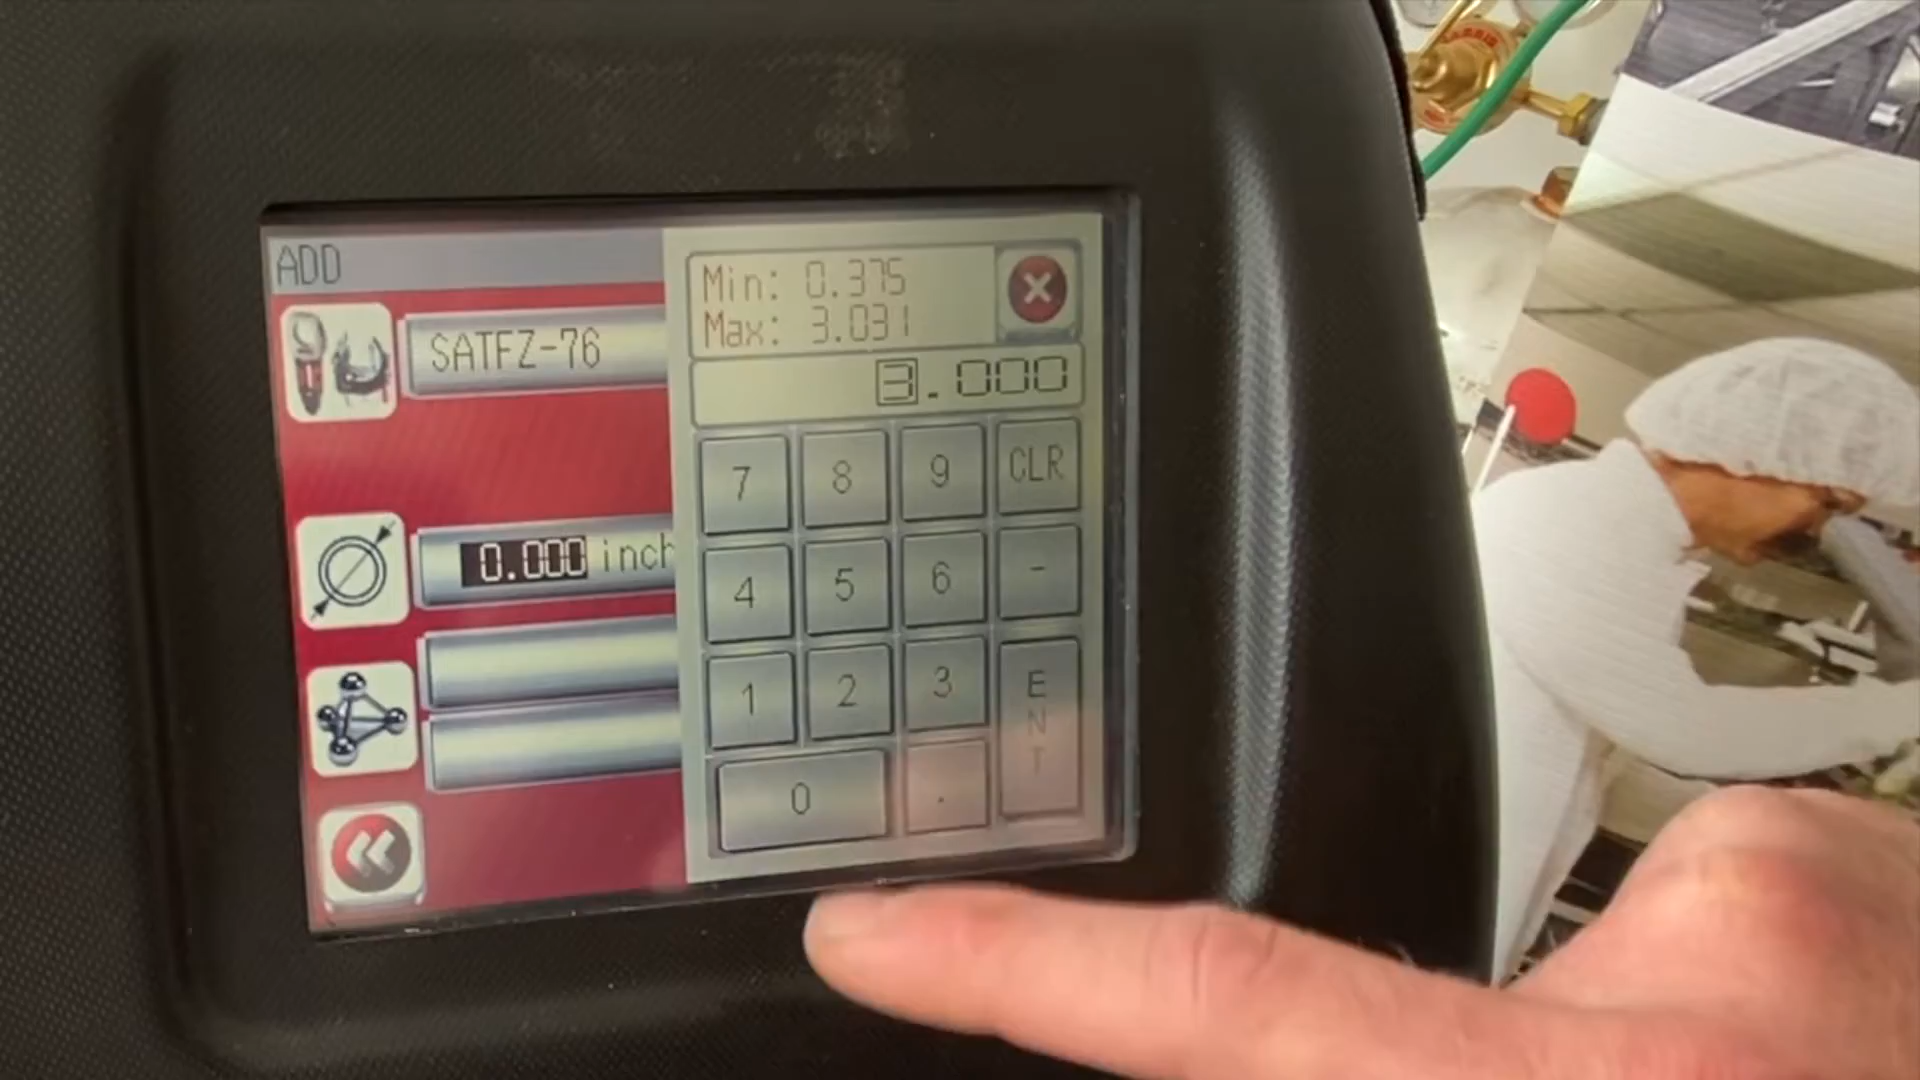 ADD
SATFZ-76
0.000 inch
Min: 0.375
Max: 3.031
3.000
7 8 9 CLR
4 5 6 -
1 2 3 ENT
0 .